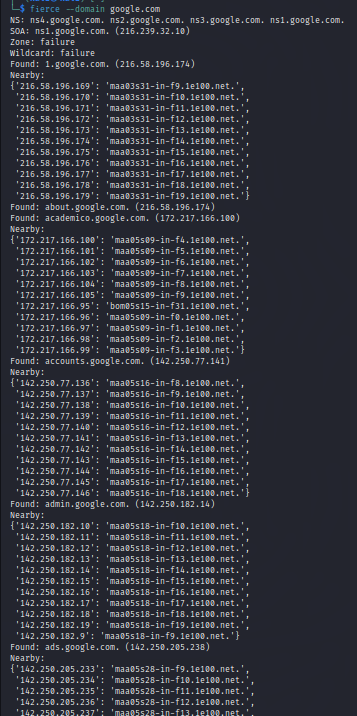 $ fierce --domain google.com
NS: ns4.google.com. ns2.google.com. ns3.google.com. ns1.google.com.
SOA: ns1.google.com. (216.239.32.10)
Zone: failure
Wildcard: failure
Found: 1.google.com. (216.58.196.174)
Nearby:
{'216.58.196.169': 'maa03s31-in-f9.1e100.net.',
'216.58.196.170': 'maa03s31-in-f10.1e100.net.',
'216.58.196.171': 'maa03s31-in-f11.1e100.net.',
'216.58.196.172': 'maa03s31-in-f12.1e100.net.',
'216.58.196.173': 'maa03s31-in-f13.1e100.net.',
'216.58.196.174': 'maa03s31-in-f14.1e100.net.',
'216.58.196.175': 'maa03s31-in-f15.1e100.net.',
'216.58.196.176': 'maa03s31-in-f16.1e100.net.',
'216.58.196.177': 'maa03s31-in-f17.1e100.net.',
'216.58.196.178': 'maa03s31-in-f18.1e100.net.',
'216.58.196.179': 'maa03s31-in-f19.1e100.net.'}
Found: about.google.com. (216.58.196.174)
Found: academico.google.com. (172.217.166.100)
Nearby:
{'172.217.166.100': 'maa05s09-in-f4.1e100.net.',
'172.217.166.101': 'maa05s09-in-f5.1e100.net.',
'172.217.166.102': 'maa05s09-in-f6.1e100.net.',
'172.217.166.103': 'maa05s09-in-f7.1e100.net.',
'172.217.166.104': 'maa05s09-in-f8.1e100.net.',
'172.217.166.105': 'maa05s09-in-f9.1e100.net.',
'172.217.166.95': 'bom05s15-in-f31.1e100.net.',
'172.217.166.96': 'maa05s09-in-f0.1e100.net.',
'172.217.166.97': 'maa05s09-in-f1.1e100.net.',
'172.217.166.98': 'maa05s09-in-f2.1e100.net.',
'172.217.166.99': 'maa05s09-in-f3.1e100.net.'}
Found: accounts.google.com. (142.250.77.141)
Nearby:
{'142.250.77.136': 'maa05s16-in-f8.1e100.net.',
'142.250.77.137': 'maa05s16-in-f9.1e100.net.',
'142.250.77.138': 'maa05s16-in-f10.1e100.net.',
'142.250.77.139': 'maa05s16-in-f11.1e100.net.',
'142.250.77.140': 'maa05s16-in-f12.1e100.net.',
'142.250.77.141': 'maa05s16-in-f13.1e100.net.',
'142.250.77.142': 'maa05s16-in-f14.1e100.net.',
'142.250.77.143': 'maa05s16-in-f15.1e100.net.',
'142.250.77.144': 'maa05s16-in-f16.1e100.net.',
'142.250.77.145': 'maa05s16-in-f17.1e100.net.',
'142.250.77.146': 'maa05s16-in-f18.1e100.net.'}
Found: admin.google.com. (142.250.182.14)
Nearby:
{'142.250.182.10': 'maa05s18-in-f10.1e100.net.',
'142.250.182.11': 'maa05s18-in-f11.1e100.net.',
'142.250.182.12': 'maa05s18-in-f12.1e100.net.',
'142.250.182.13': 'maa05s18-in-f13.1e100.net.',
'142.250.182.14': 'maa05s18-in-f14.1e100.net.',
'142.250.182.15': 'maa05s18-in-f15.1e100.net.',
'142.250.182.16': 'maa05s18-in-f16.1e100.net.',
'142.250.182.17': 'maa05s18-in-f17.1e100.net.',
'142.250.182.18': 'maa05s18-in-f18.1e100.net.',
'142.250.182.19': 'maa05s18-in-f19.1e100.net.',
'142.250.182.9': 'maa05s18-in-f9.1e100.net.'}
Found: ads.google.com. (142.250.205.238)
Nearby:
{'142.250.205.233': 'maa05s28-in-f9.1e100.net.',
'142.250.205.234': 'maa05s28-in-f10.1e100.net.',
'142.250.205.235': 'maa05s28-in-f11.1e100.net.',
'142.250.205.236': 'maa05s28-in-f12.1e100.net.',
'142.250.205.237': 'maa05s28-in-f13.1e100.net.',